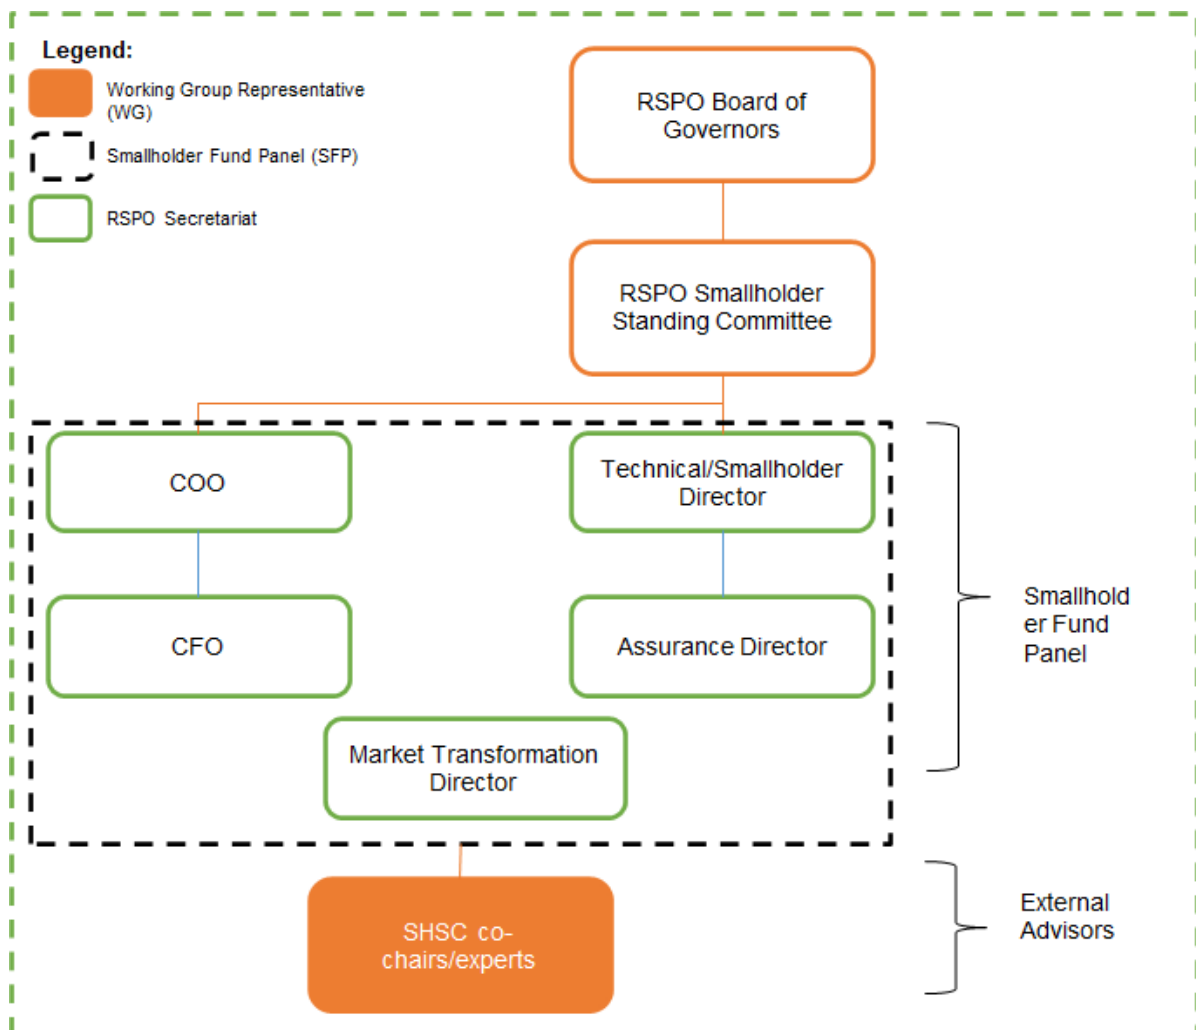 Legend:
Working Group Representative
(WG)
Smallholder Fund Panel (SFP)
RSPO Secretariat
RSPO Board of
Governors
RSPO Smallholder
Standing Committee
COO
Technical/Smallholder
Director
CFO
Assurance Director
Market Transformation
Director
Smallhold
er Fund
Panel
SHSC co-
chairs/experts
External
Advisors